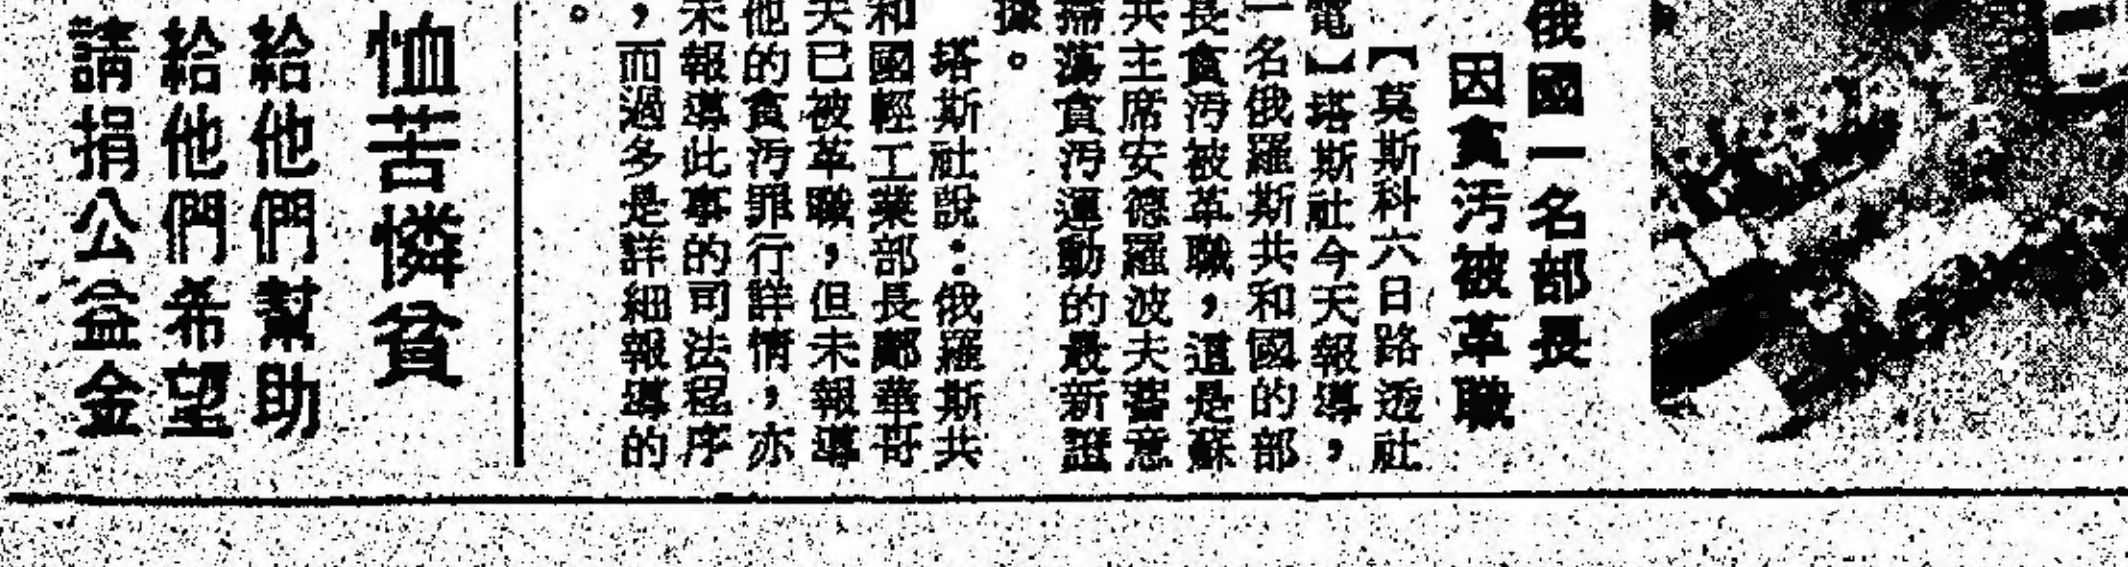 俄國一名部長
因貪污被革職
【莫斯科六日路透社
電】塔斯社今天報導，
一名俄羅斯共和國的部
長貪污被革職，這是蘇
共主席安德羅波夫蓄意
掃蕩貪污運動的最新證
據。
塔斯社說：俄羅斯共
和國輕工業部長鄺華哥
夫已被革職，但未報導
他的貪污罪行詳情，亦
未報導此事的司法程序
，而過多是詳細報導的
。
恤苦憐貧
給他們幫助
給他們希望
請捐公益金